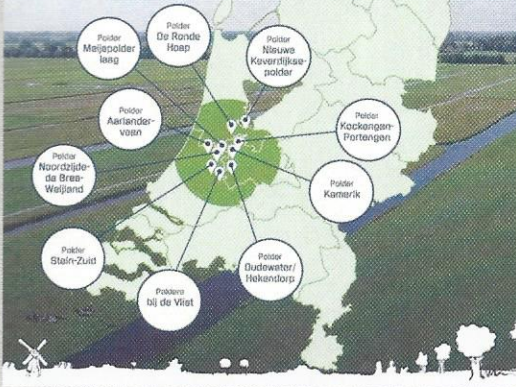 Polder
De Ronde
Hoep
Polder
Meijepolder
laag
Polder
Nieuwe
Keverdijkse-
polder
Polder
Aarlander-
veen
Polder
Kockengen-
Portengen
Polder
Noordzijde-
de Bree-
Weijland
Polder
Kamerik
Polder
Stein-Zuid
Polders
bij de Vlist
Polder
Oudewater/
Hekendorp